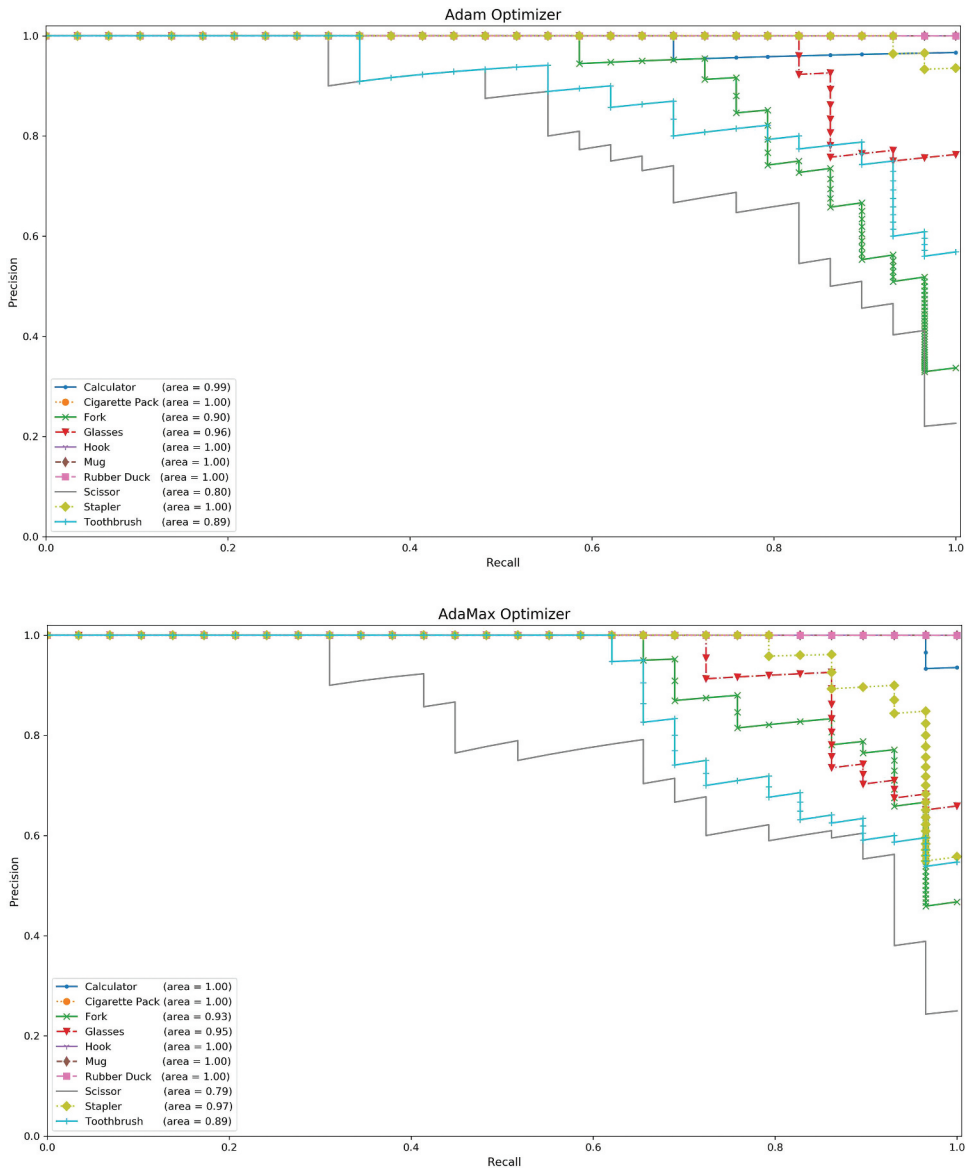 Adam Optimizer
1.0
0.8
0.6
0.4
0.2
0.0
Precision
Calculator (area = 0.99)
Cigarette Pack (area = 1.00)
Fork (area = 0.90)
Glasses (area = 0.96)
Hook (area = 1.00)
Mug (area = 1.00)
Rubber Duck (area = 1.00)
Scissor (area = 0.80)
Stapler (area = 1.00)
Toothbrush (area = 0.89)
0.0 0.2 0.4 0.6 0.8 1.0
Recall
AdaMax Optimizer
1.0
0.8
0.6
0.4
0.2
0.0
Precision
Calculator (area = 1.00)
Cigarette Pack (area = 1.00)
Fork (area = 0.93)
Glasses (area = 0.95)
Hook (area = 1.00)
Mug (area = 1.00)
Rubber Duck (area = 1.00)
Scissor (area = 0.79)
Stapler (area = 0.97)
Toothbrush (area = 0.89)
0.0 0.2 0.4 0.6 0.8 1.0
Recall